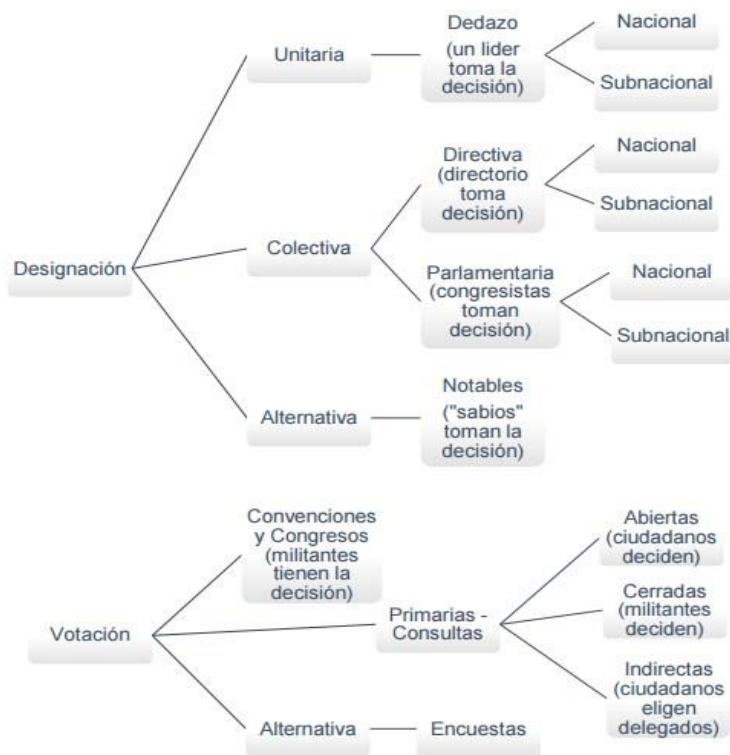 Designación
Unitaria
Dedazo
(un lider
toma la
decisión)
Nacional
Subnacional
Colectiva
Directiva
(directorio
toma
decisión)
Nacional
Subnacional
Parlamentaria
(congresistas
toman
decisión)
Nacional
Subnacional
Alternativa
Notables
("sabios"
toman la
decisión)
Votación
Convenciones
y Congresos
(militantes
tienen la
decisión)
Primarias -
Consultas
Abiertas
(ciudadanos
deciden)
Cerradas
(militantes
deciden)
Indirectas
(ciudadanos
eligen
delegados)
Alternativa
Encuestas